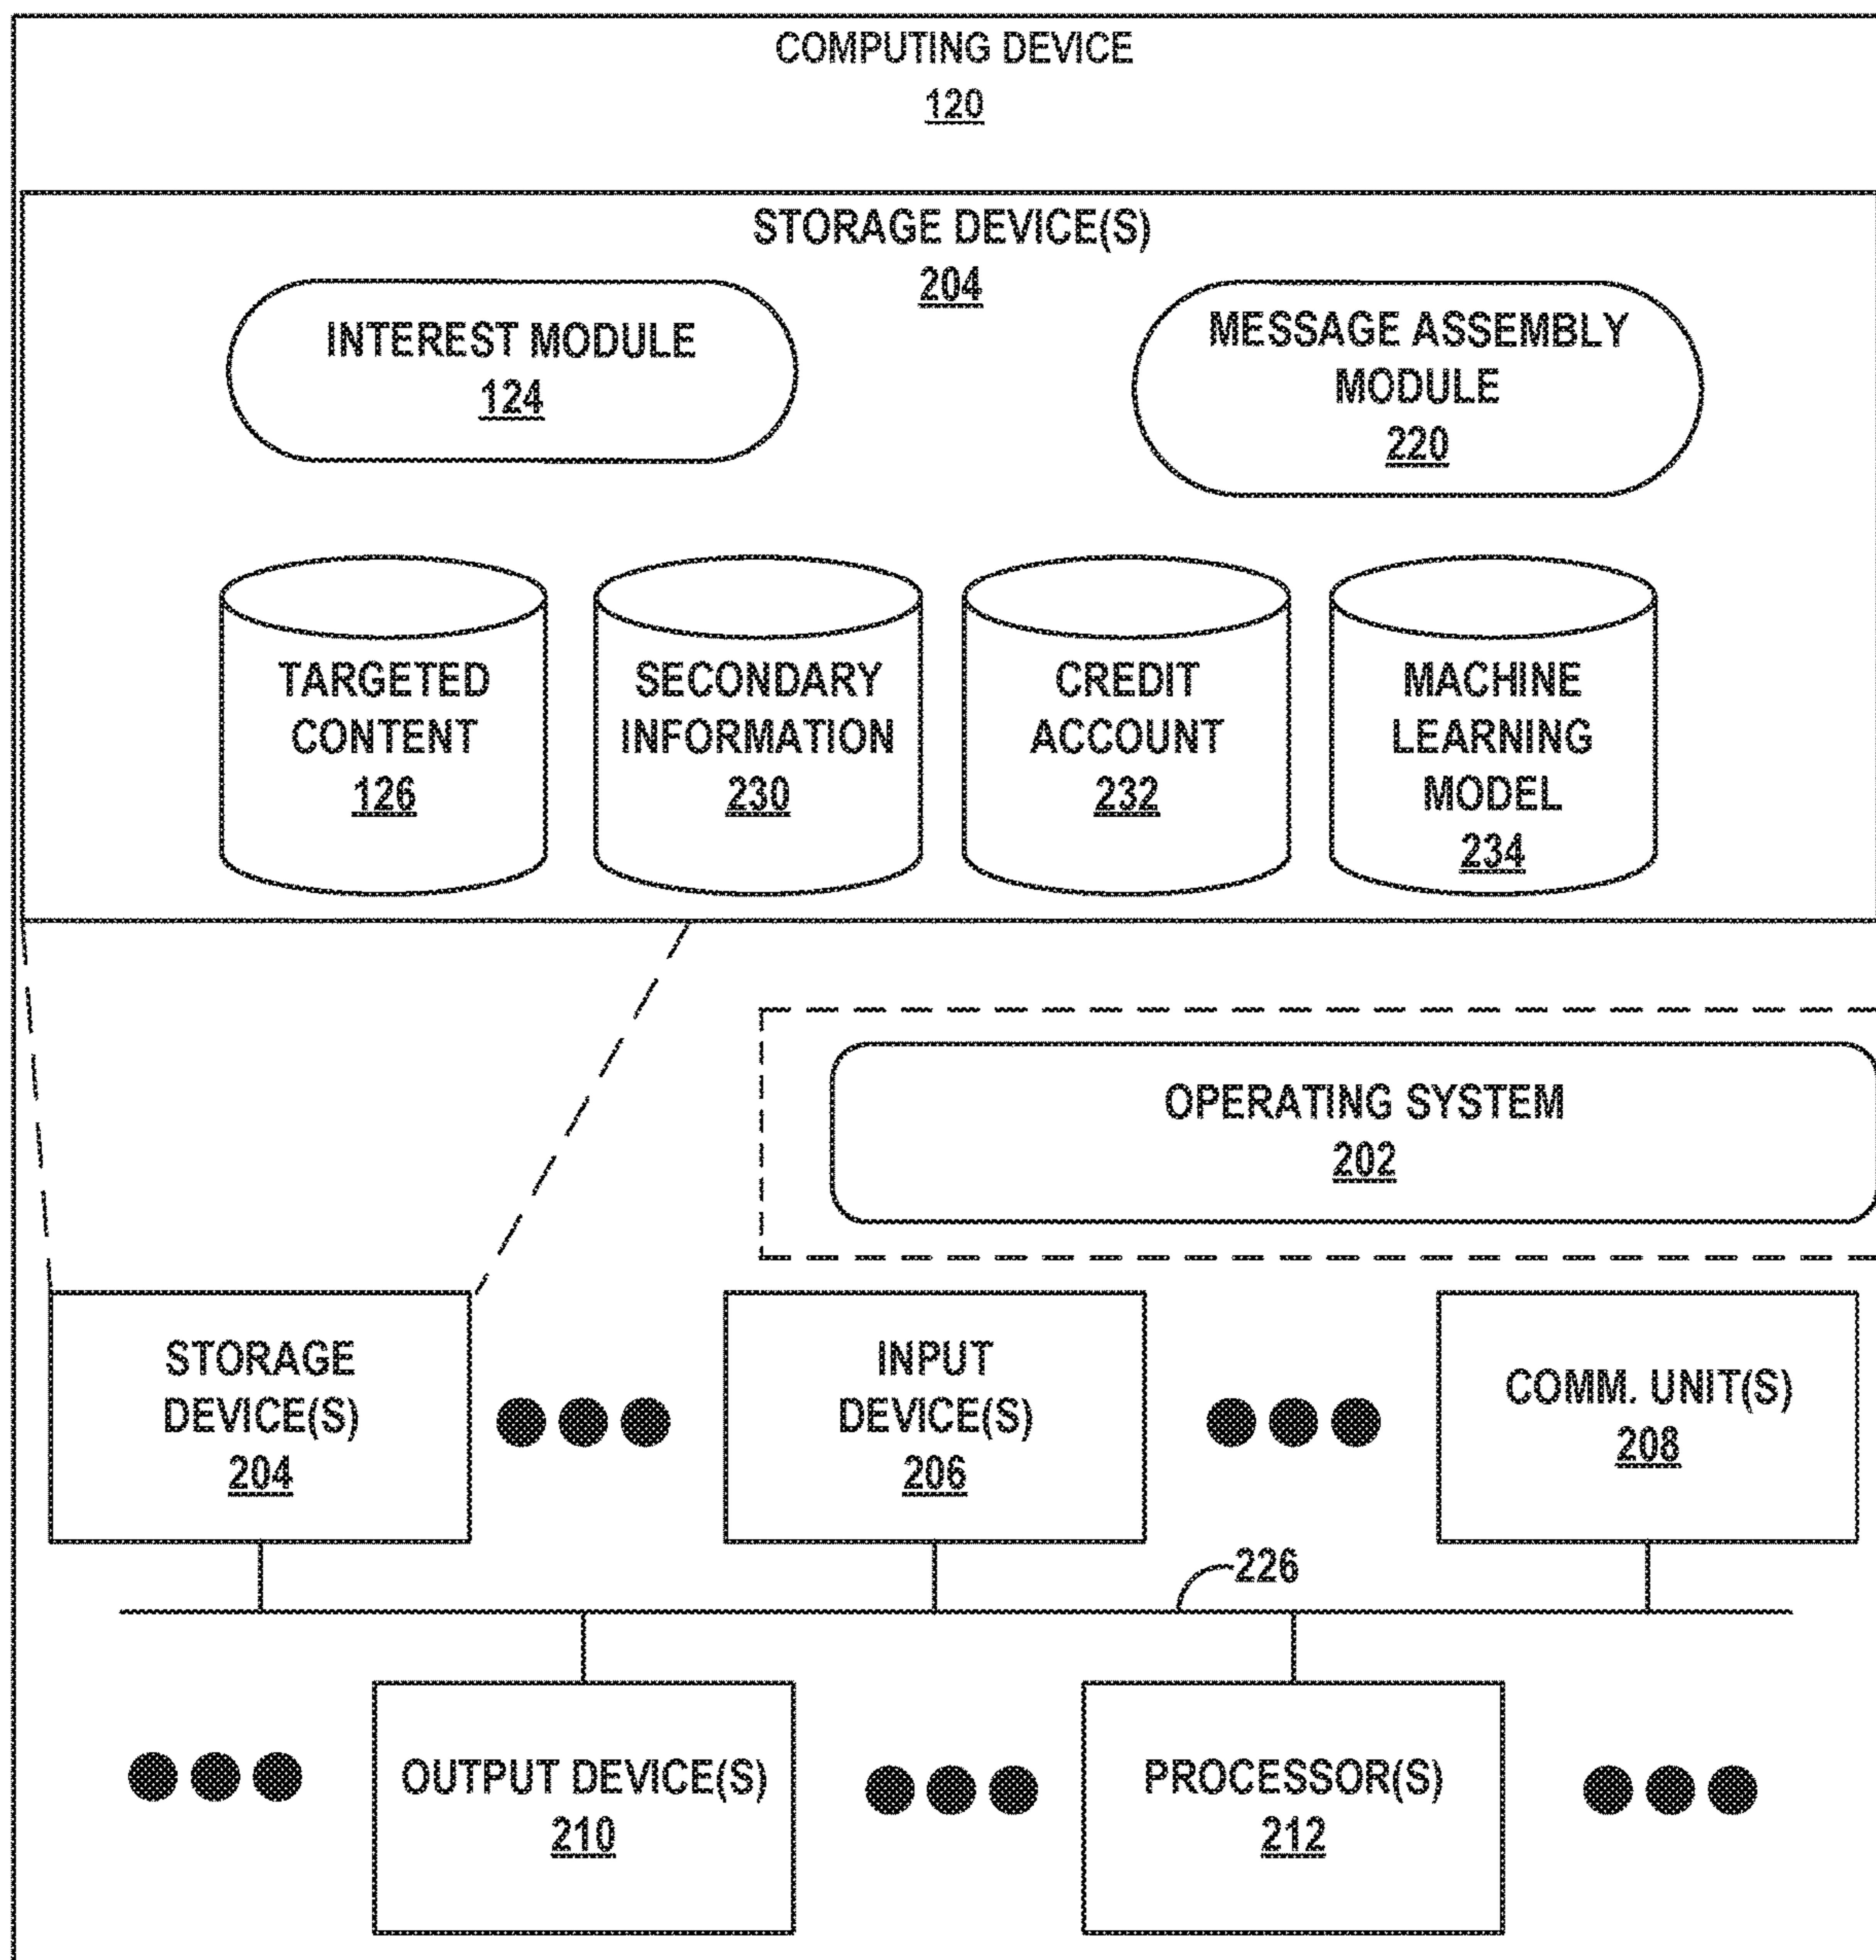 COMPUTING DEVICE
120
STORAGE DEVICE(S)
204
INTEREST MODULE
124
MESSAGE ASSEMBLY
MODULE
220
TARGETED
CONTENT
126
SECONDARY
INFORMATION
230
CREDIT
ACCOUNT
232
MACHINE
LEARNING
MODEL
234
OPERATING SYSTEM
202
STORAGE
DEVICE(S)
204
INPUT
DEVICE(S)
206
COMM. UNIT(S)
208
226
OUTPUT DEVICE(S)
210
PROCESSOR(S)
212